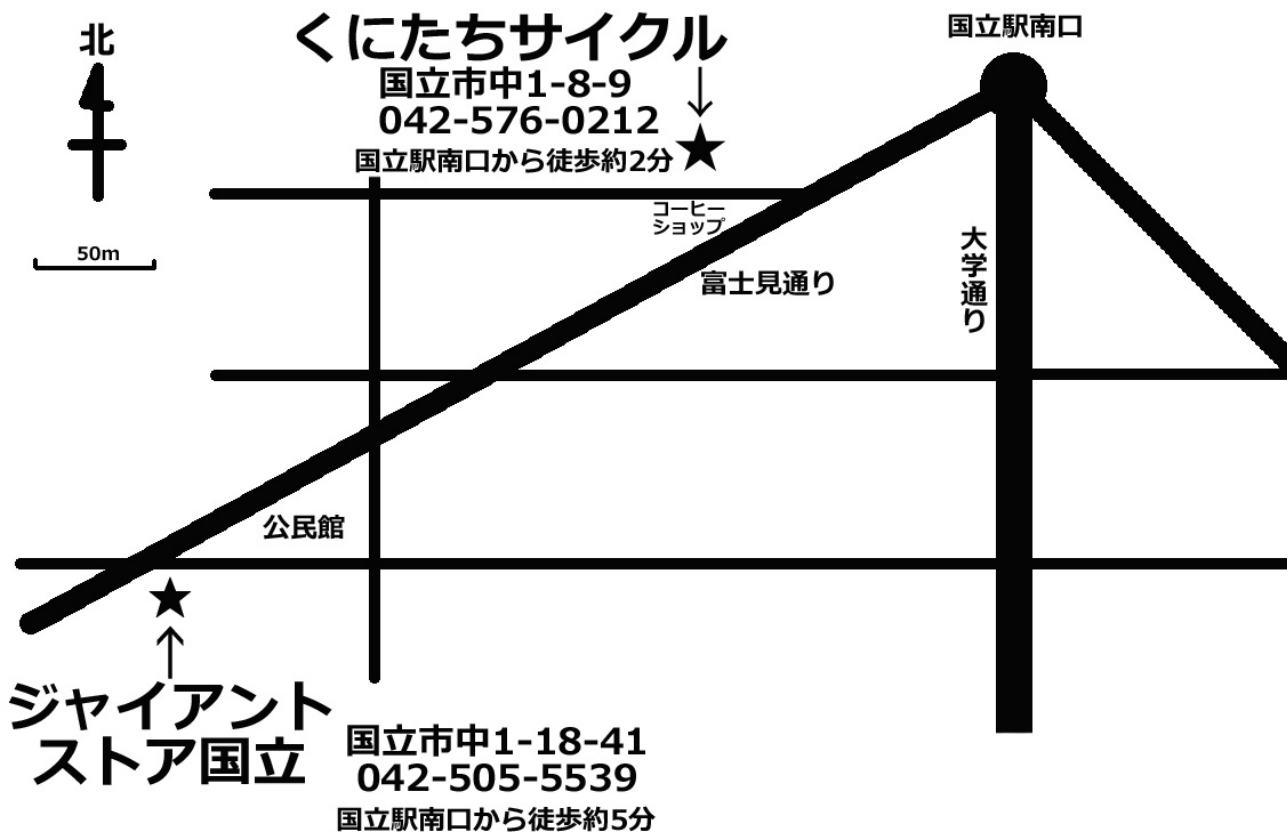 北
くにたちサイクル
国立市中1-8-9
042-576-0212
国立駅南口から徒歩約2分
↓
★
国立駅南口
50m
コーヒー
ショップ
富士見通り
大学通り
公民館
★
↑
ジャイアント
ストア国立
国立市中1-18-41
042-505-5539
国立駅南口から徒歩約5分